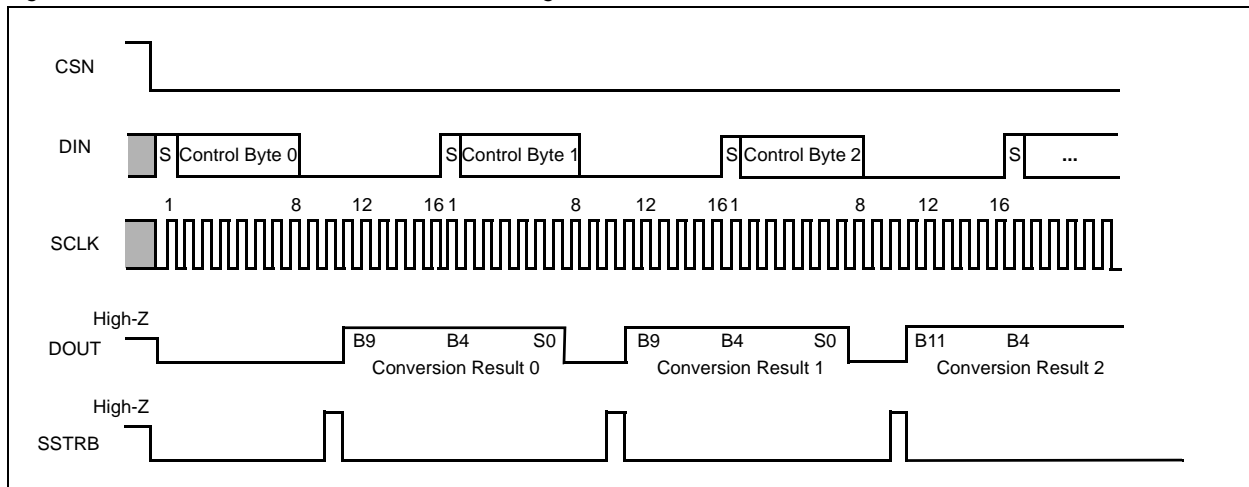 CSN
DIN
S Control Byte 0 S Control Byte 1 S Control Byte 2 S ...
1 8 12 16 1 8 12 16 1 8 12 16
SCLK
High-Z
DOUT
B9 B4 S0 B9 B4 S0 B11 B4
Conversion Result 0 Conversion Result 1 Conversion Result 2
High-Z
SSTRB